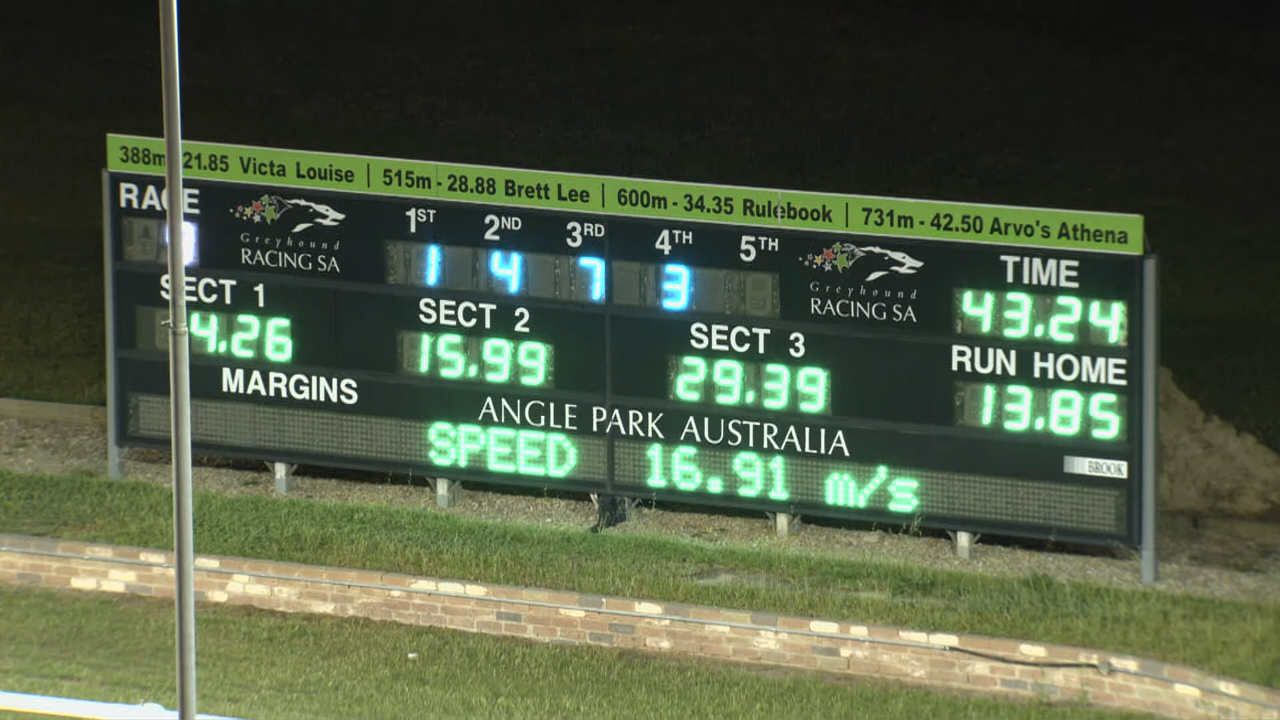 388m 21.85 Victa Louise | 515m - 28.88 Brett Lee | 600m - 34.35 Rulebook | 731m - 42.50 Arvo's Athena
RACE
Greyhound
RACING SA
1ST 2ND 3RD 4TH 5TH
1 4 7 3
Greyhound
RACING SA
TIME
43.24
SECT 1
4.26
SECT 2
15.99
SECT 3
29.39
RUN HOME
13.85
MARGINS
ANGLE PARK AUSTRALIA
SPEED 16.91 m/s
BROOK